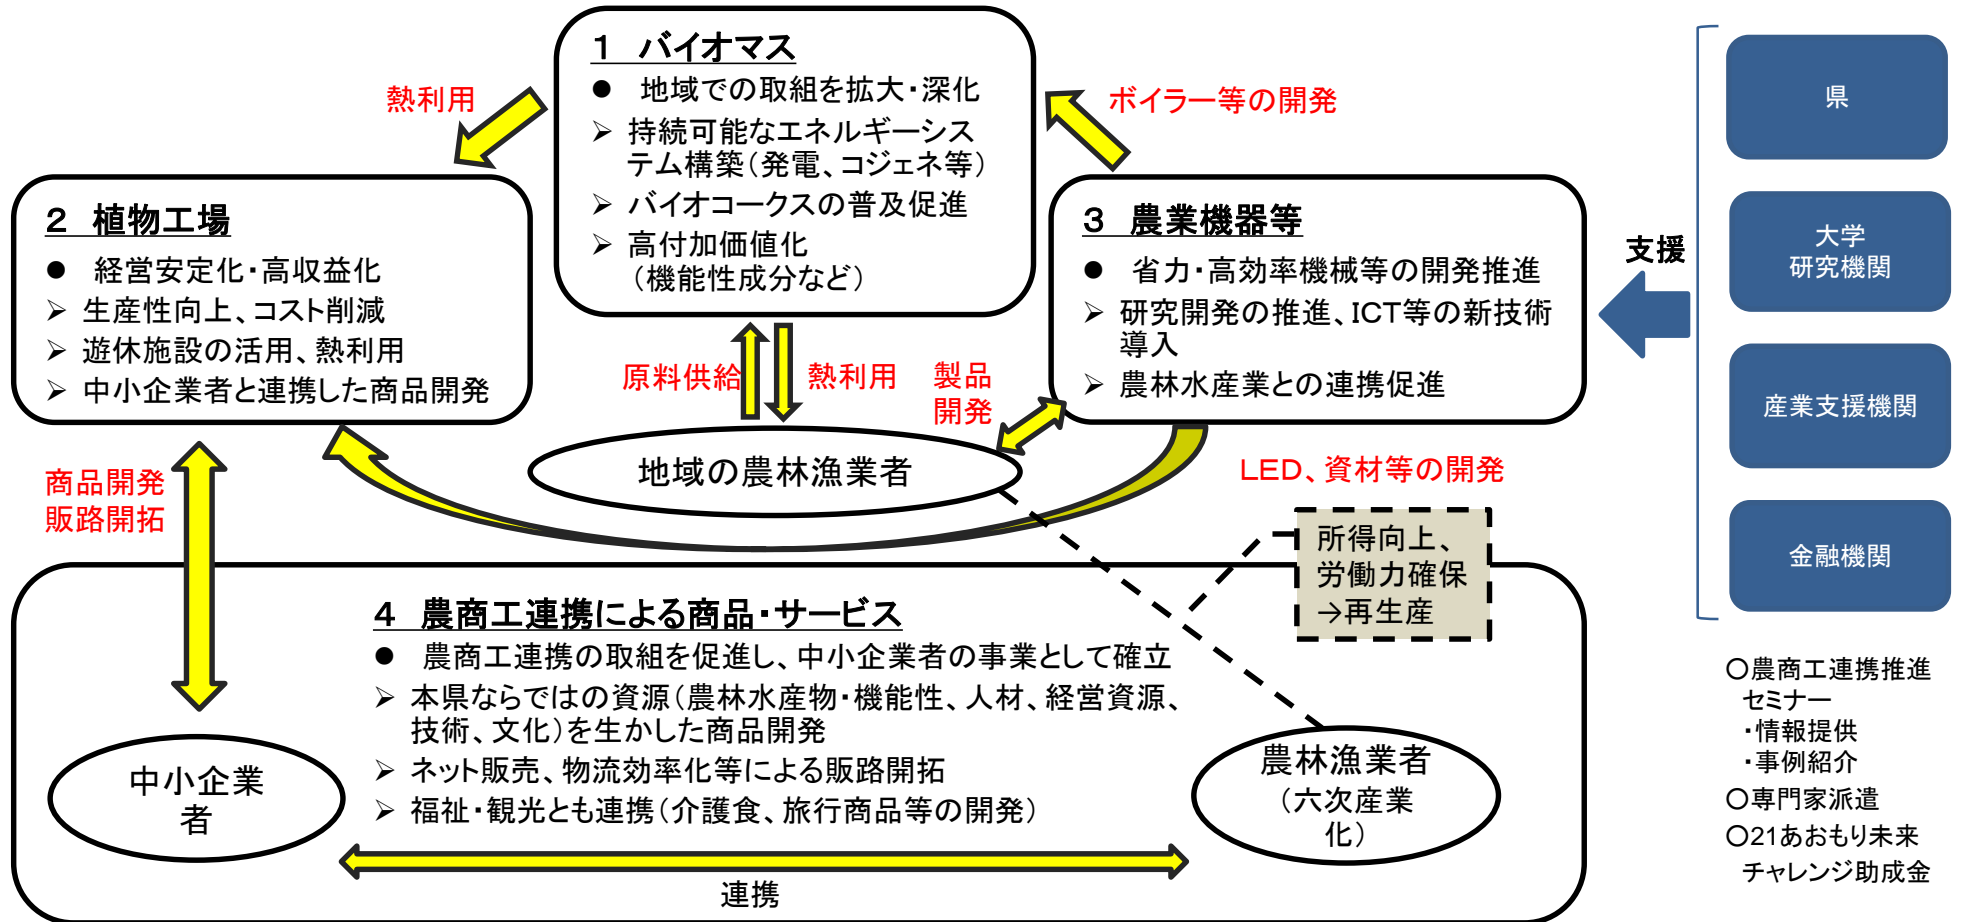 1 バイオマス
● 地域での取組を拡大・深化
➢ 持続可能なエネルギーシス
テム構築(発電、コジェネ等)
➢ バイオコークスの普及促進
➢ 高付加価値化
(機能性成分など)
熱利用
ボイラー等の開発
2 植物工場
● 経営安定化・高収益化
➢ 生産性向上、コスト削減
➢ 遊休施設の活用、熱利用
➢ 中小企業者と連携した商品開発
3 農業機器等
● 省力・高効率機械等の開発推進
➢ 研究開発の推進、ICT等の新技術
導入
➢ 農林水産業との連携促進
原料供給
熱利用
製品
開発
地域の農林漁業者
商品開発
販路開拓
LED、資材等の開発
所得向上、
労働力確保
→再生産
4 農商工連携による商品・サービス
● 農商工連携の取組を促進し、中小企業者の事業として確立
➢ 本県ならではの資源(農林水産物・機能性、人材、経営資源、
技術、文化)を生かした商品開発
➢ ネット販売、物流効率化等による販路開拓
➢ 福祉・観光とも連携(介護食、旅行商品等の開発)
中小企業
者
農林漁業者
(六次産業
化)
連携
支援
県
大学
研究機関
産業支援機関
金融機関
○農商工連携推進
セミナー
・情報提供
・事例紹介
○専門家派遣
○21あおもり未来
チャレンジ助成金